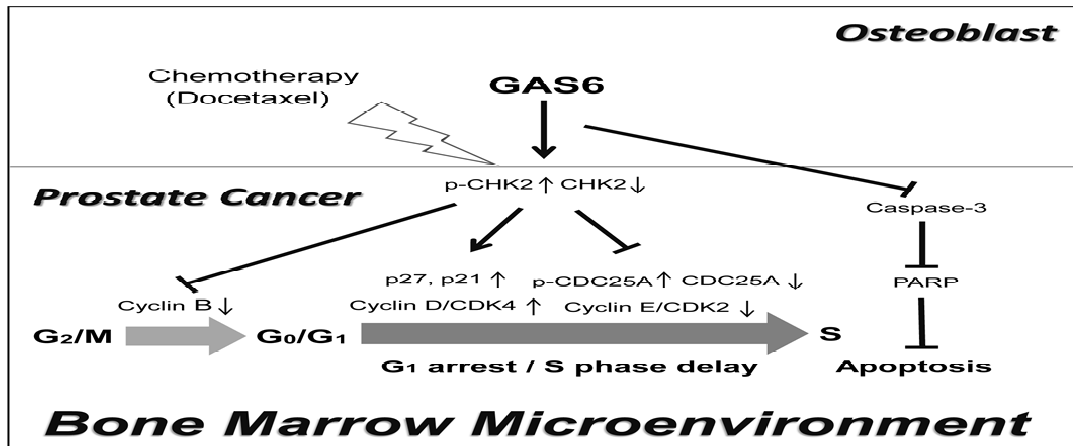 Osteoblast
Chemotherapy
(Docetaxel)
GAS6
Prostate Cancer
p-CHK2↑ CHK2↓
Caspase-3
p27, p21↑
p-CDC25A↑ CDC25A↓
PARP
Cyclin B↓
Cyclin D/CDK4↑
Cyclin E/CDK2↓
G₂/M
G₀/G₁
S
G₁ arrest / S phase delay
Apoptosis
Bone Marrow Microenvironment